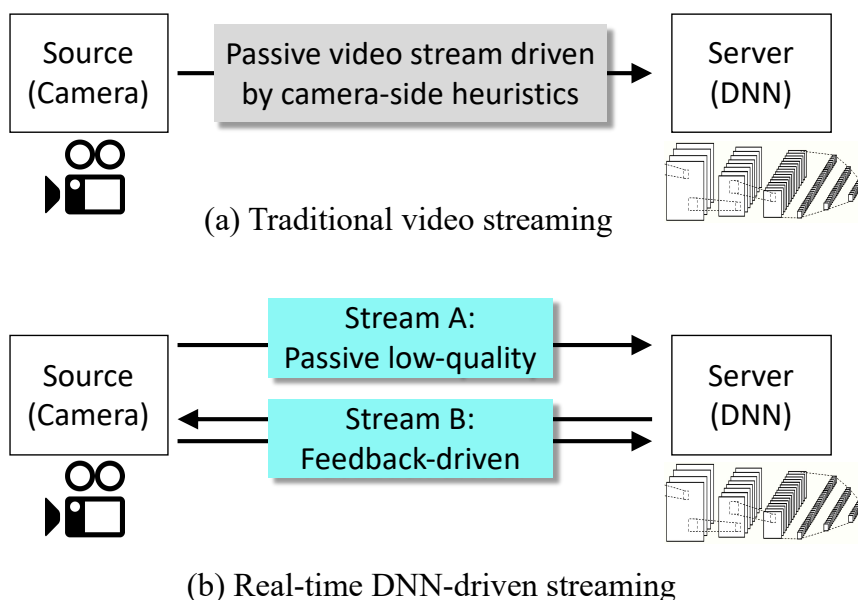 Source
(Camera)
Passive video stream driven
by camera-side heuristics
Server
(DNN)
(a) Traditional video streaming
Source
(Camera)
Stream A:
Passive low-quality
Stream B:
Feedback-driven
Server
(DNN)
(b) Real-time DNN-driven streaming